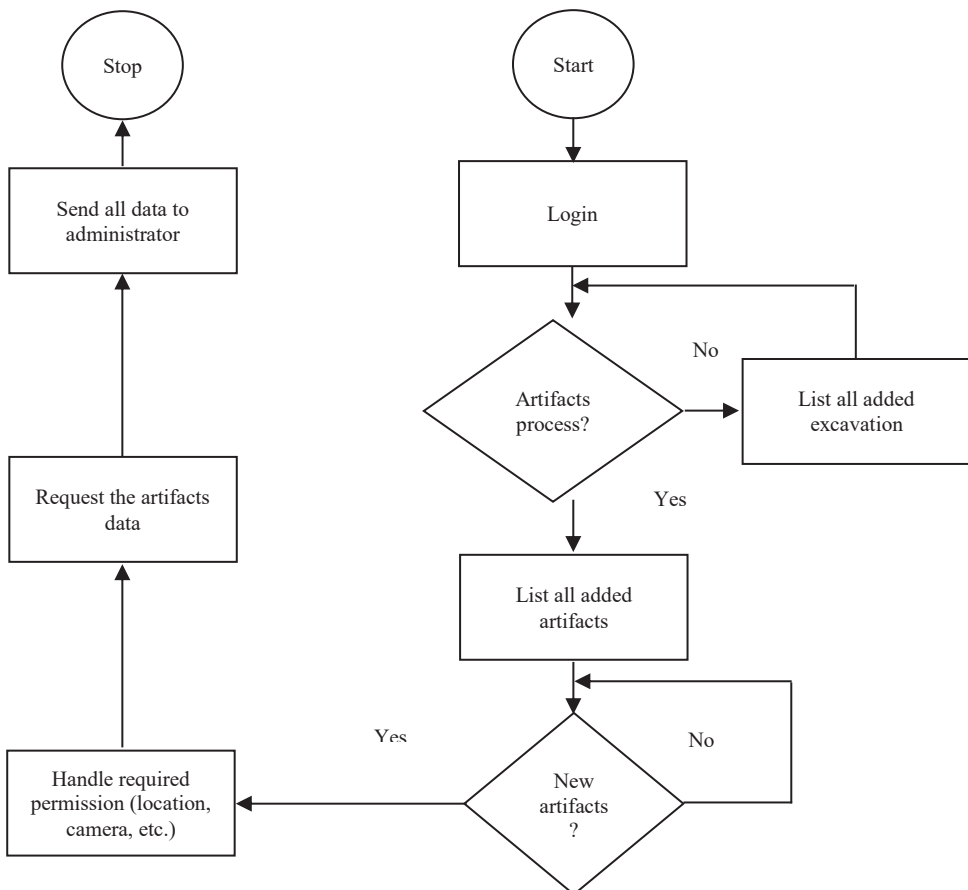 Stop
Start
Send all data to
administrator
Login
No
Artifacts
process?
List all added
excavation
Request the artifacts
data
Yes
List all added
artifacts
Yes
No
Handle required
permission (location,
camera, etc.)
New
artifacts
?